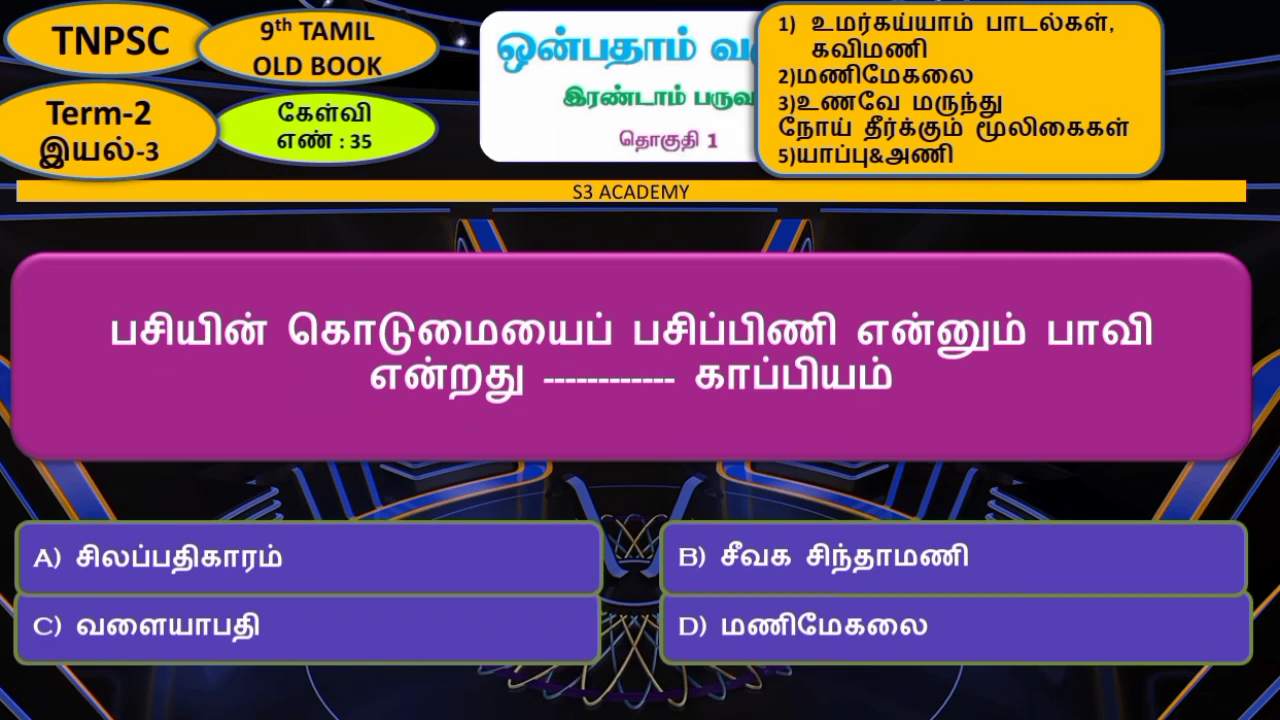 TNPSC
9th TAMIL
OLD BOOK
Term-2
இயல்-3
கேள்வி
எண் : 35
ஒன்பதாம்
இரண்டாம்
தொகுதி 1
1) உமர்கய்யாம் பாடல்கள்,
கவிமணி
2)மணிமேகலை
3)உணவே மருந்து
நோய் தீர்க்கும் மூலிகைகள்
5)யாப்பு&அணி
S3 ACADEMY
பசியின் கொடுமையைப் பசிப்பிணி என்னும் பாவி
என்றது ------------ காப்பியம்
A) சிலப்பதிகாரம்
B) சீவக சிந்தாமணி
C) வளையாபதி
D) மணிமேகலை